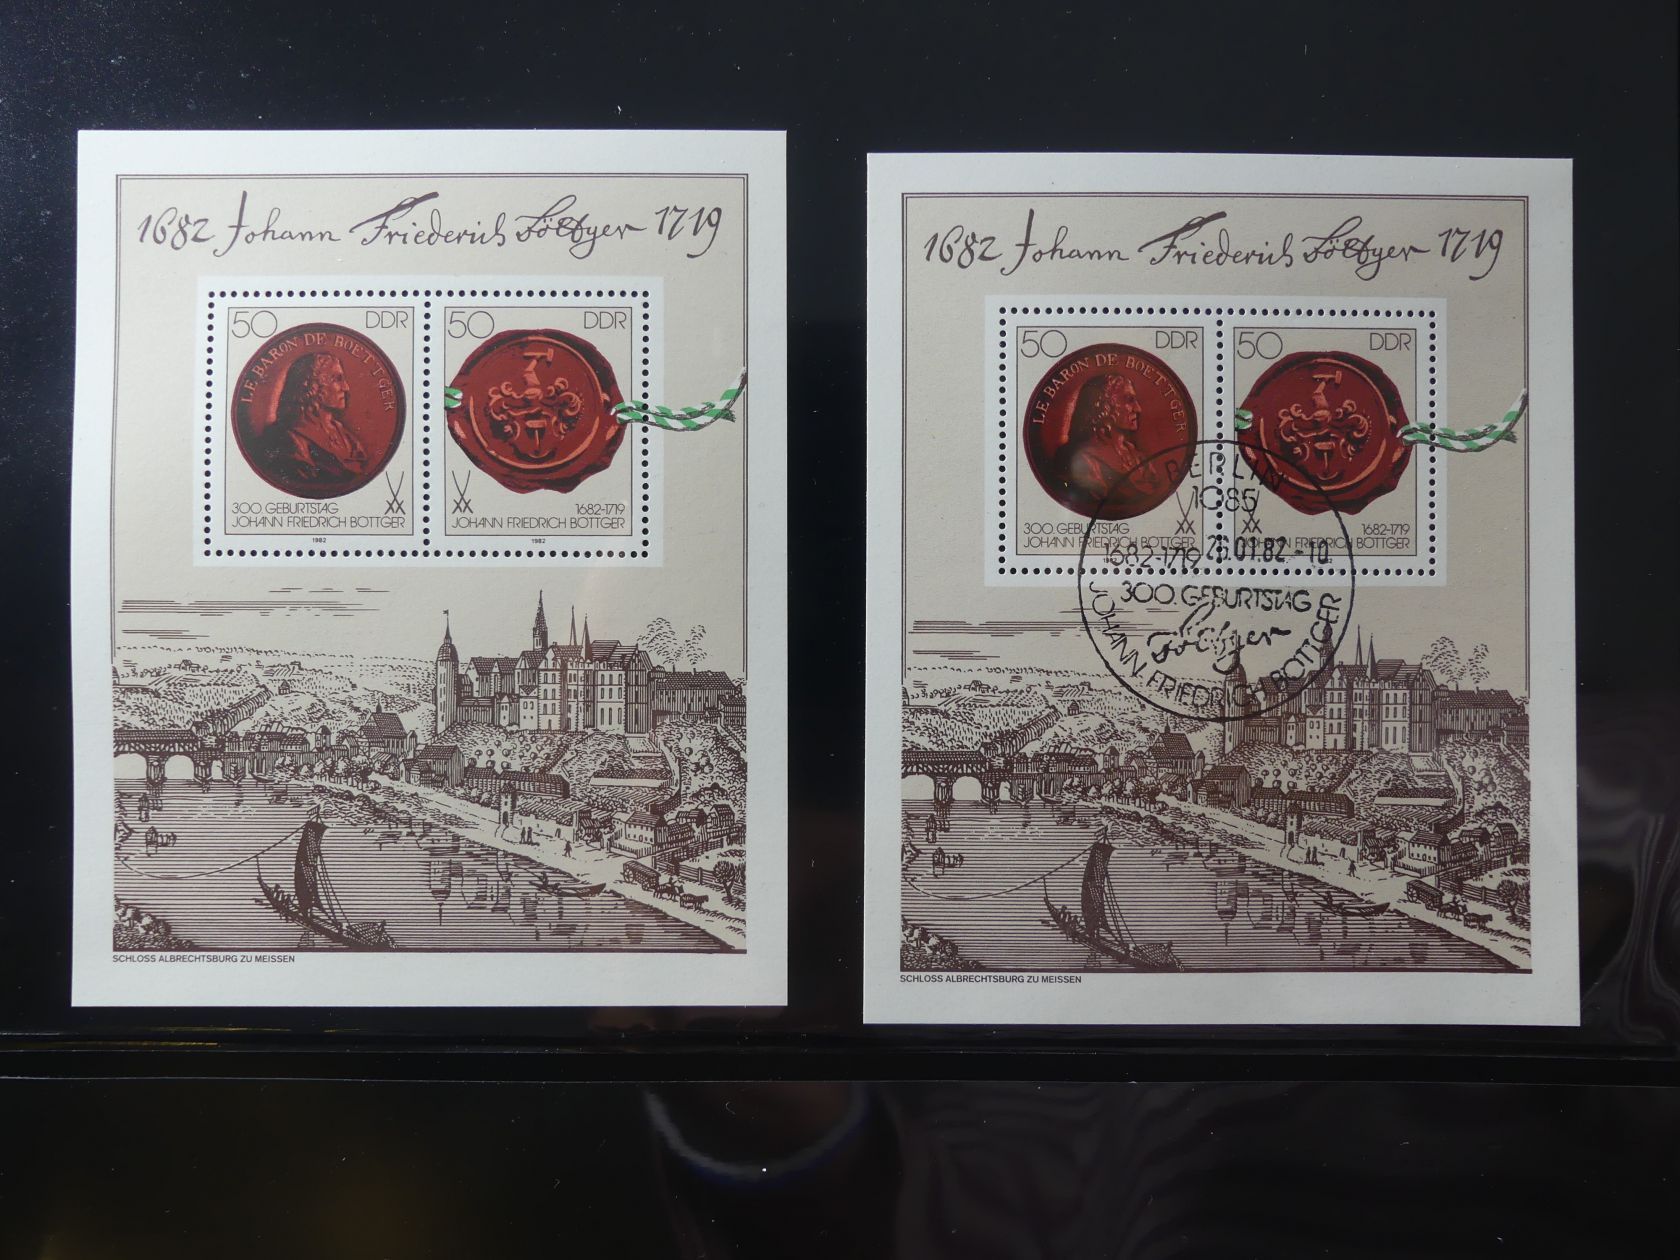 1682 Johann Friederich Böttger 1719
50 DDR
LE BARON DE BOETTGER
300. GEBURTSTAG
JOHANN FRIEDRICH BÖTTGER
1982
50 DDR
1682-1719
JOHANN FRIEDRICH BÖTTGER
1982
SCHLOSS ALBRECHTSBURG ZU MEISSEN
1682 Johann Friederich Böttger 1719
50 DDR
LE BARON DE BOETTGER
300. GEBURTSTAG
JOHANN FRIEDRICH BÖTTGER
50 DDR
1682-1719
JOHANN FRIEDRICH BÖTTGER
BERLIN
1085
1682-1719
.01.82.-10
300. GEBURTSTAG
Böttger
JOHANN FRIEDRICH BÖTTGER
SCHLOSS ALBRECHTSBURG ZU MEISSEN